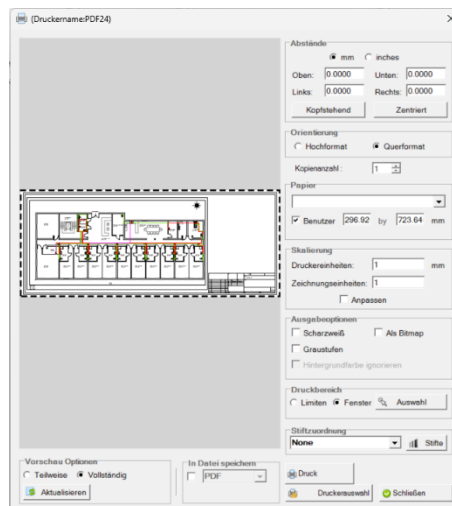 (Druckername:PDF24)
Abstände
mm inches
Oben: 0.0000 Unten: 0.0000
Links: 0.0000 Rechts: 0.0000
Kopfstehend Zentriert
Orientierung
Hochformat Querformat
Kopienanzahl : 1
Papier
Benutzer 296.92 by 723.64 mm
Skalierung
Druckereinheiten: 1 mm
Zeichnungseinheiten: 1
Anpassen
Ausgabeoptionen
Scharzweiß Als Bitmap
Graustufen
Hintergrundfarbe ignorieren
Druckbereich
Limiten Fenster Auswahl
Stiftzuordnung
None Stifte
Vorschau Optionen
Teilweise Vollständig
Aktualisieren
In Datei speichern
PDF
Druck
Druckerauswahl Schließen